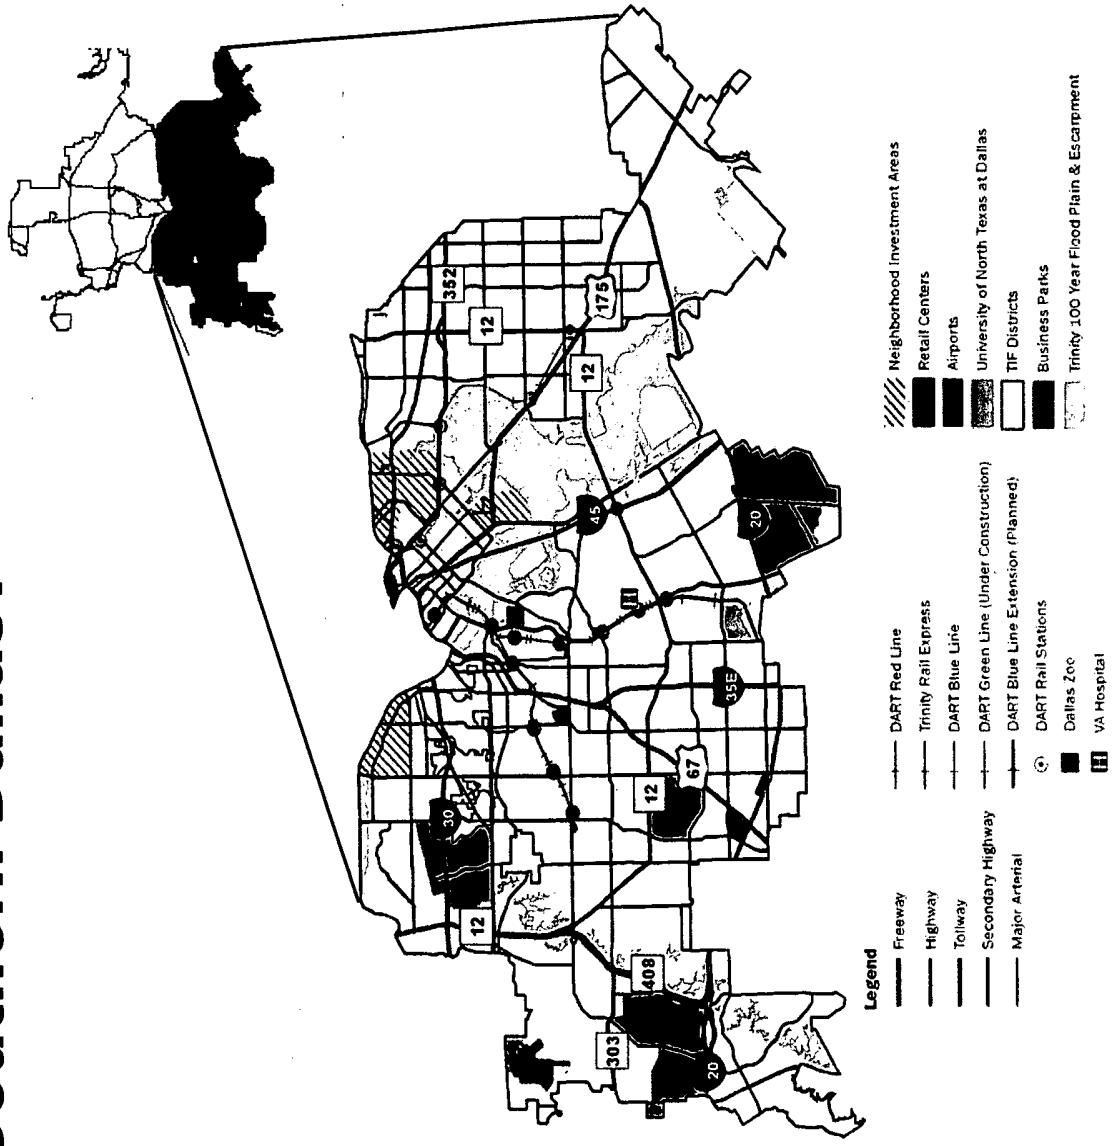 352
12
175
12
45
20
30
12
67
12
35E
408
303
20
Legend
Freeway
Highway
Tollway
Secondary Highway
Major Arterial
DART Red Line
Trinity Rail Express
DART Blue Line
DART Green Line (Under Construction)
DART Blue Line Extension (Planned)
DART Rail Stations
Dallas Zoo
H VA Hospital
Neighborhood Investment Areas
Retail Centers
Airports
University of North Texas at Dallas
TIF Districts
Business Parks
Trinity 100 Year Flood Plain & Escarpment